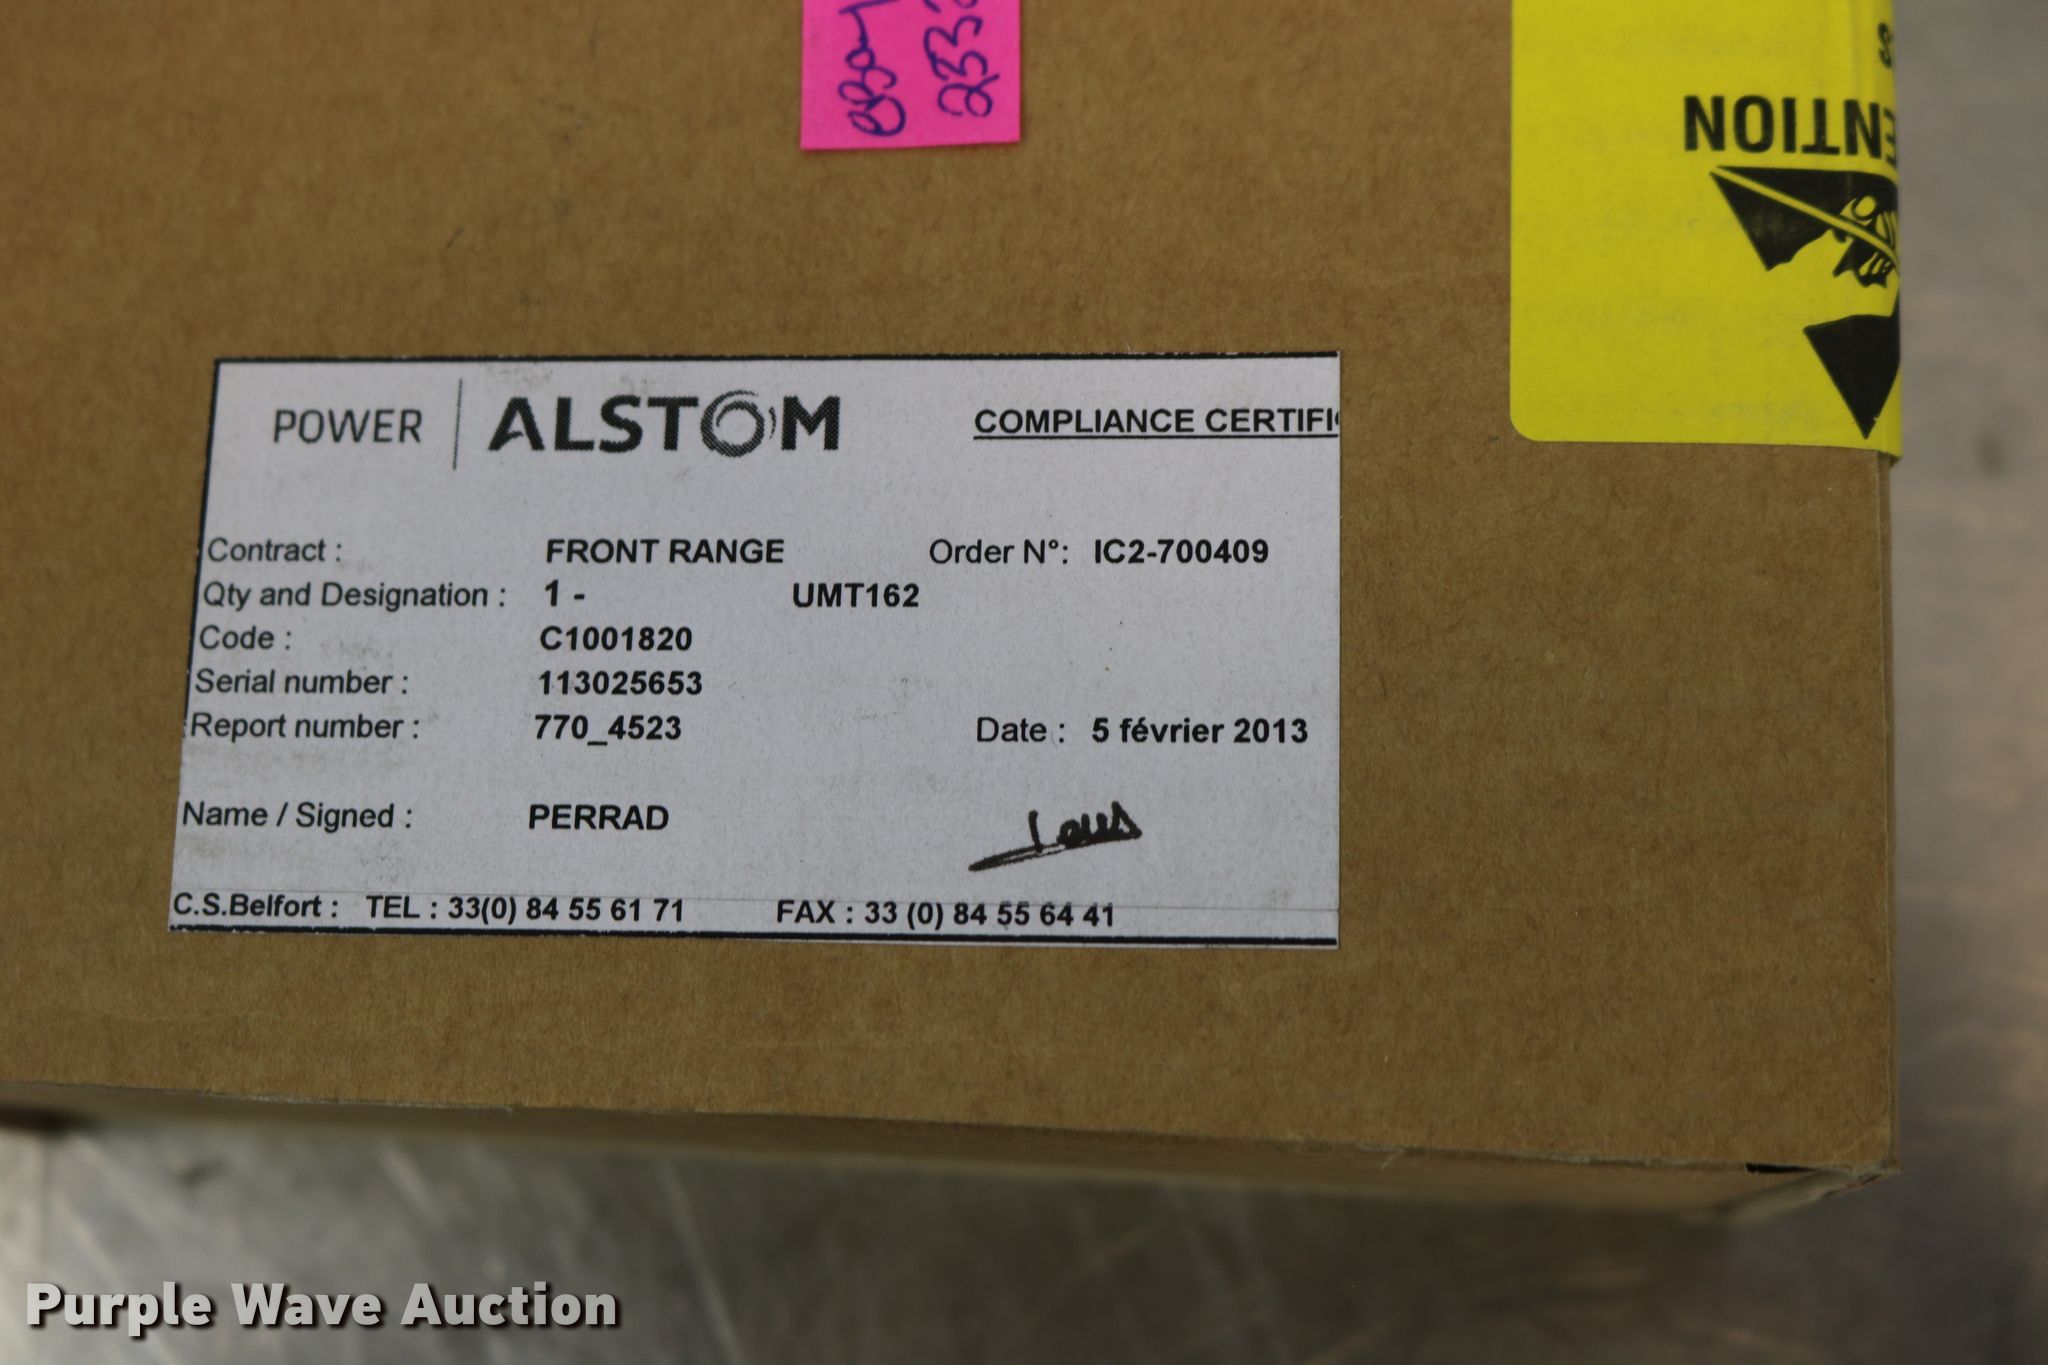 ENTION
POWER ALSTOM COMPLIANCE CERTIFI
Contract : FRONT RANGE Order N°: IC2-700409
Qty and Designation : 1 - UMT162
Code : C1001820
Serial number : 113025653
Report number : 770_4523 Date : 5 février 2013
Name / Signed : PERRAD
C.S.Belfort : TEL : 33(0) 84 55 61 71 FAX : 33 (0) 84 55 64 41
Purple Wave Auction